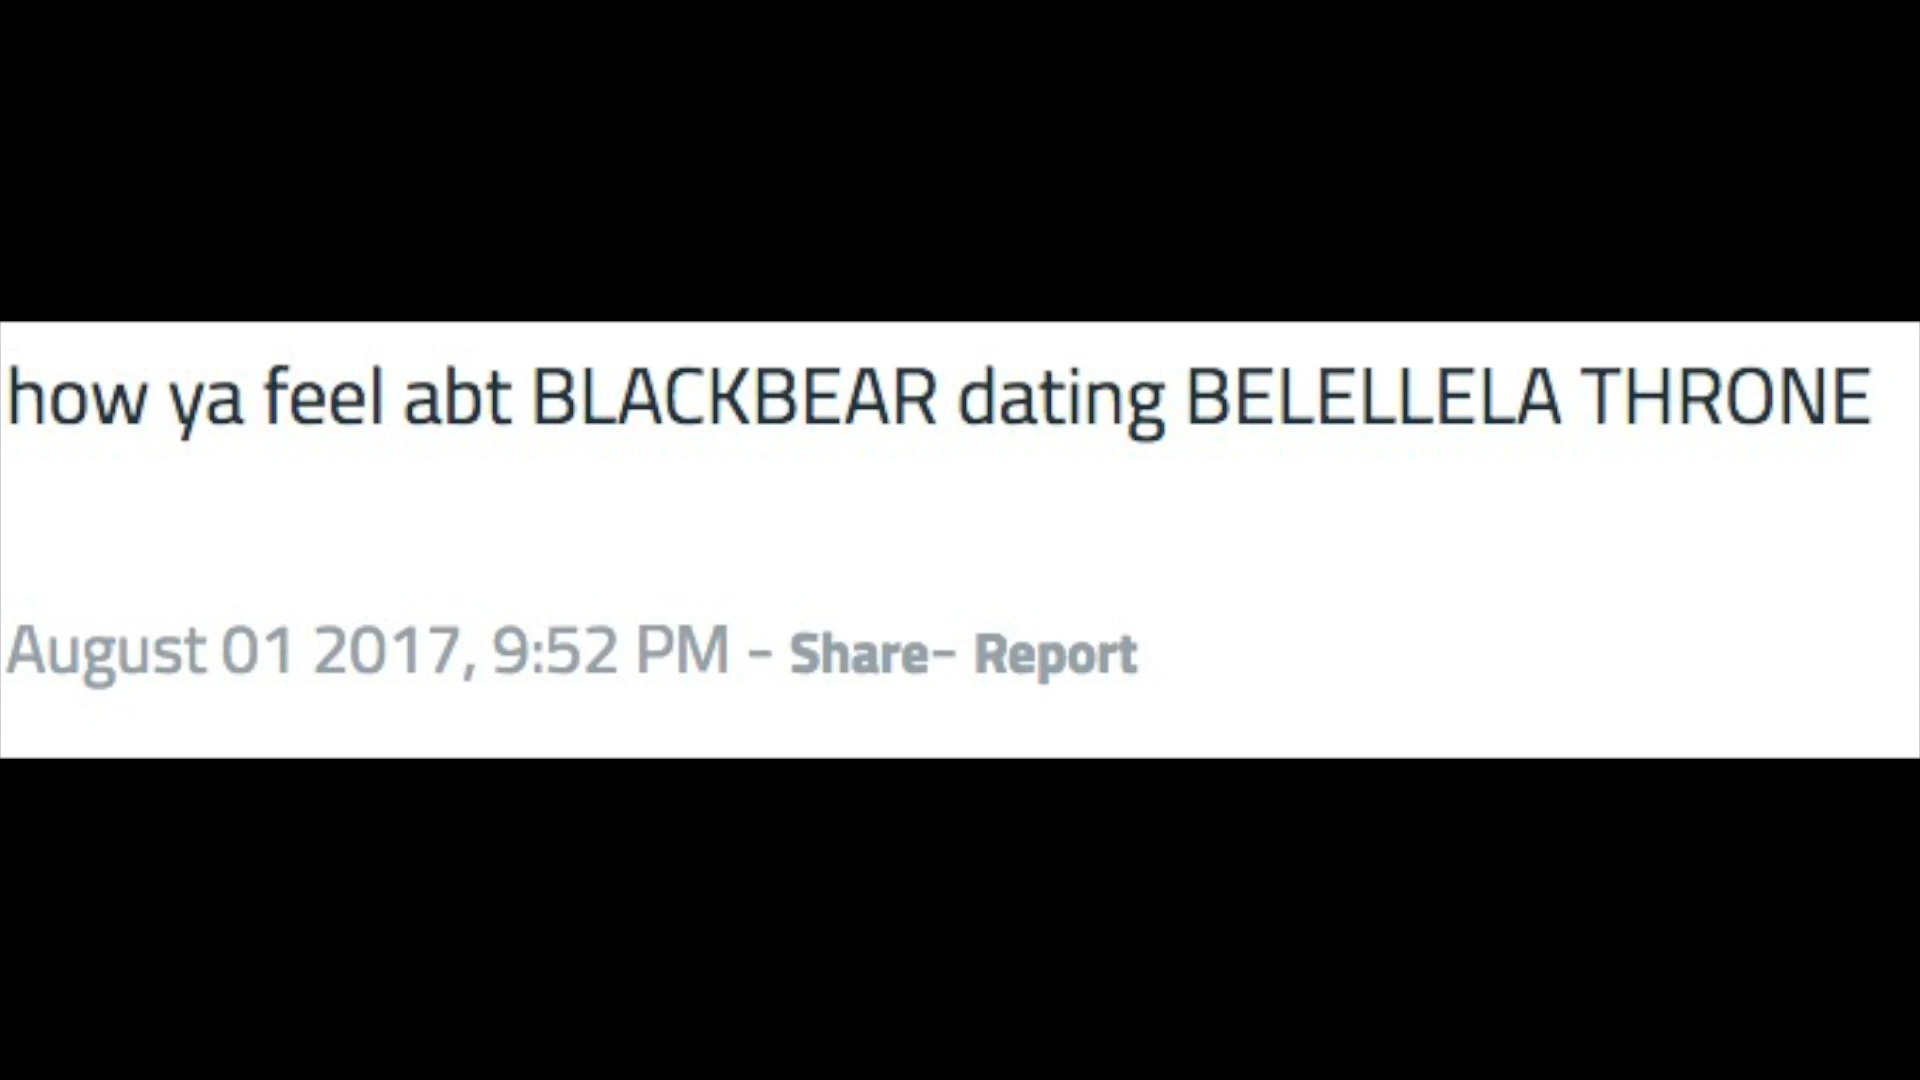 how ya feel abt BLACKBEAR dating BELELLELA THRONE
August 01 2017, 9:52 PM - Share- Report